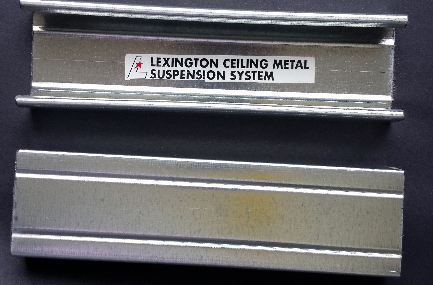 LEXINGTON CEILING METAL
SUSPENSION SYSTEM